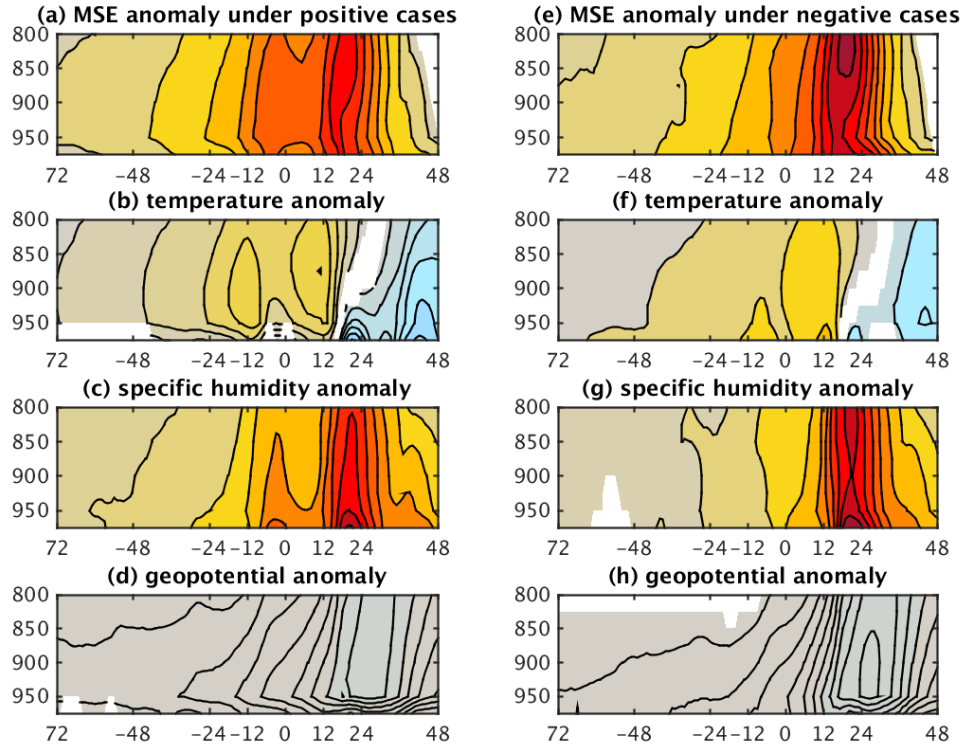 (a) MSE anomaly under positive cases
800
850
900
950
72 −48 −24 −12 0 12 24 48
(b) temperature anomaly
800
850
900
950
72 −48 −24 −12 0 12 24 48
(c) specific humidity anomaly
800
850
900
950
72 −48 −24 −12 0 12 24 48
(d) geopotential anomaly
800
850
900
950
72 −48 −24 −12 0 12 24 48
(e) MSE anomaly under negative cases
800
850
900
950
72 −48 −24 −12 0 12 24 48
(f) temperature anomaly
800
850
900
950
72 −48 −24 −12 0 12 24 48
(g) specific humidity anomaly
800
850
900
950
72 −48 −24 −12 0 12 24 48
(h) geopotential anomaly
800
850
900
950
72 −48 −24 −12 0 12 24 48